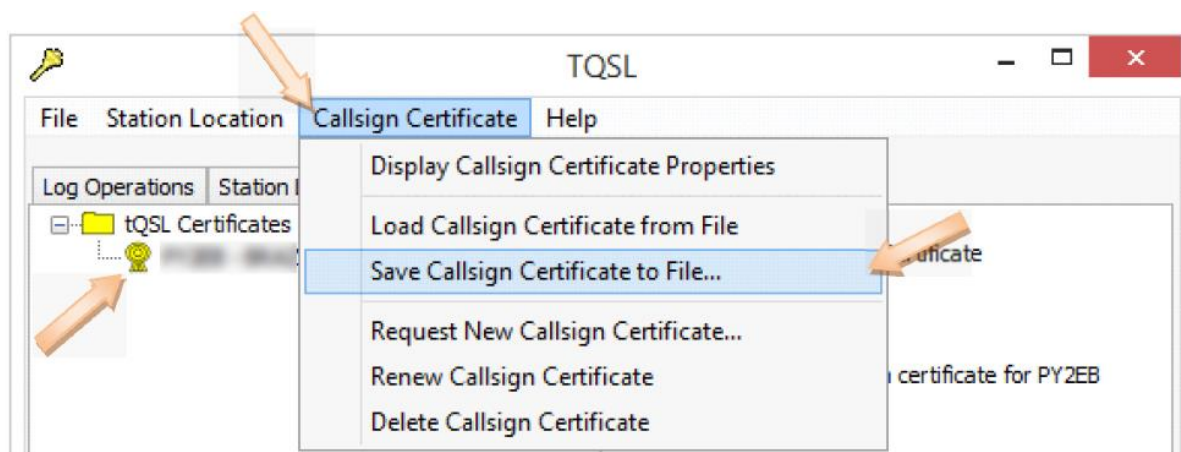 TQSL
File Station Location Callsign Certificate Help
Display Callsign Certificate Properties
Log Operations Station
tQSL Certificates
Load Callsign Certificate from File
Save Callsign Certificate to File...
Request New Callsign Certificate...
Renew Callsign Certificate
certificate for PY2EB
Delete Callsign Certificate